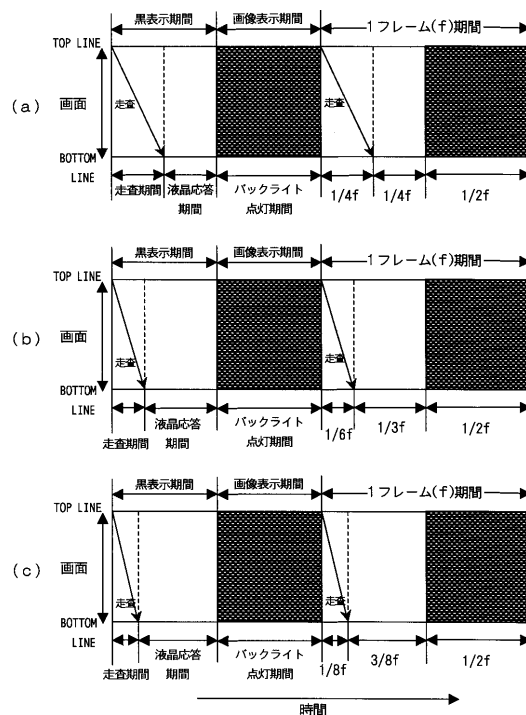 黒表示期間 画像表示期間 1フレーム(f)期間
TOP LINE
(a) 画面 走査 走査
BOTTOM
LINE
走査期間 液晶応答期間 バックライト点灯期間 1/4f 1/4f 1/2f
黒表示期間 画像表示期間 1フレーム(f)期間
TOP LINE
(b) 画面 走査 走査
BOTTOM
LINE
走査期間 液晶応答期間 バックライト点灯期間 1/6f 1/3f 1/2f
黒表示期間 画像表示期間 1フレーム(f)期間
TOP LINE
(c) 画面 走査 走査
BOTTOM
LINE
走査期間 液晶応答期間 バックライト点灯期間 1/8f 3/8f 1/2f
時間